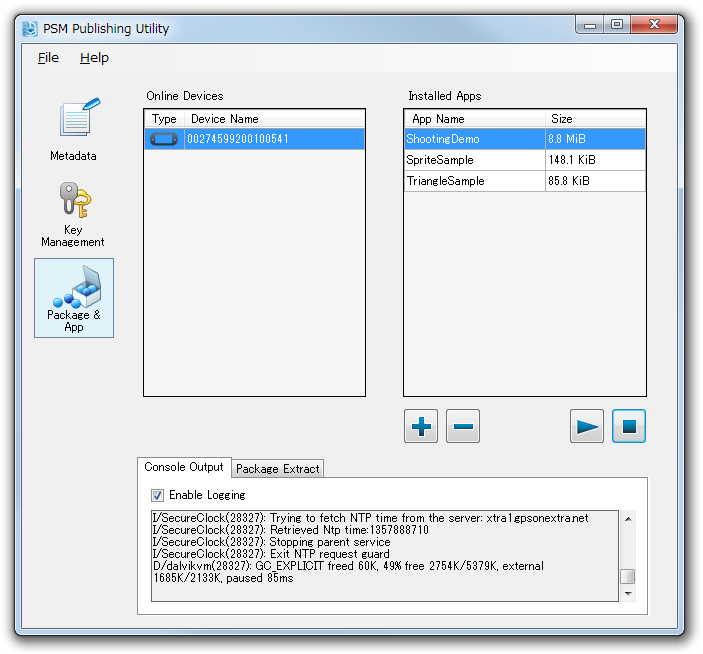 PSM Publishing Utility
File Help
Online Devices
Installed Apps
Type Device Name
App Name Size
00274599200100541
ShootingDemo 8.8 MiB
SpriteSample 148.1 KiB
TriangleSample 85.8 KiB
Metadata
Key
Management
Package &
App
Console Output Package Extract
Enable Logging
I/SecureClock(28327): Trying to fetch NTP time from the server: xtra1.gpsonextra.net
I/SecureClock(28327): Retrieved Ntp time:1357888710
I/SecureClock(28327): Stopping parent service
I/SecureClock(28327): Exit NTP request guard
D/dalvikvm(28327): GC_EXPLICIT freed 60K, 49% free 2754K/5379K, external
1685K/2133K, paused 85ms